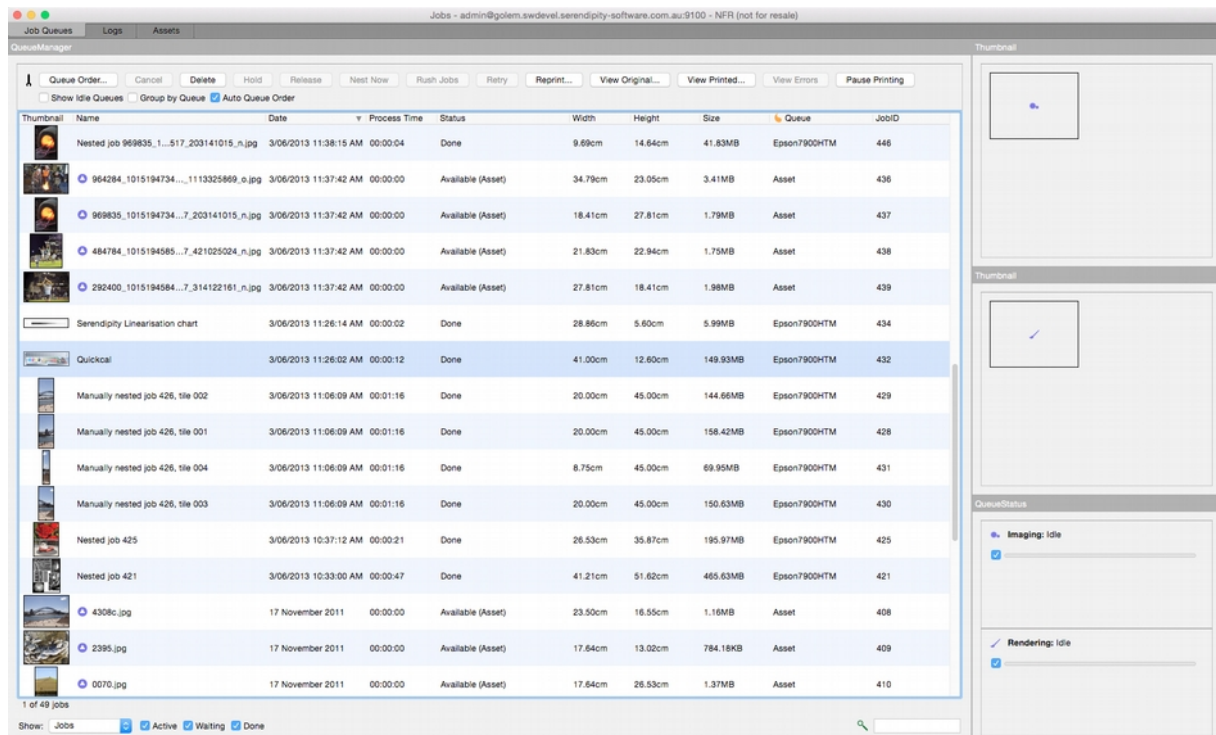 Jobs - admin@golem.swdevel.serendipity-software.com.au:9100 - NFR (not for resale)
Job Queues Logs Assets
QueueManager Thumbnail
Queue Order... Cancel Delete Hold Release Nest Now Rush Jobs Retry Reprint... View Original... View Printed... View Errors Pause Printing
Show Idle Queues Group by Queue Auto Queue Order
Thumbnail Name Date Process Time Status Width Height Size Queue JobID
Nested job 969835_1...517_203141015_n.jpg 3/06/2013 11:38:15 AM 00:00:04 Done 9.69cm 14.64cm 41.83MB Epson7900HTM 446
964284_1015194734..._1113325869_o.jpg 3/06/2013 11:37:42 AM 00:00:00 Available (Asset) 34.79cm 23.05cm 3.41MB Asset 436
969835_1015194734...7_203141015_n.jpg 3/06/2013 11:37:42 AM 00:00:00 Available (Asset) 18.41cm 27.81cm 1.79MB Asset 437
484784_1015194585...7_421025024_n.jpg 3/06/2013 11:37:42 AM 00:00:00 Available (Asset) 21.83cm 22.94cm 1.75MB Asset 438
292400_1015194584...7_314122161_n.jpg 3/06/2013 11:37:42 AM 00:00:00 Available (Asset) 27.81cm 18.41cm 1.98MB Asset 439
Thumbnail
Serendipity Linearisation chart 3/06/2013 11:26:14 AM 00:00:02 Done 28.86cm 5.60cm 5.99MB Epson7900HTM 434
Quickcal 3/06/2013 11:26:02 AM 00:00:12 Done 41.00cm 12.60cm 149.93MB Epson7900HTM 432
Manually nested job 426, tile 002 3/06/2013 11:06:09 AM 00:01:16 Done 20.00cm 45.00cm 144.66MB Epson7900HTM 429
Manually nested job 426, tile 001 3/06/2013 11:06:09 AM 00:01:16 Done 20.00cm 45.00cm 158.42MB Epson7900HTM 428
Manually nested job 426, tile 004 3/06/2013 11:06:09 AM 00:01:16 Done 8.75cm 45.00cm 69.95MB Epson7900HTM 431
Manually nested job 426, tile 003 3/06/2013 11:06:09 AM 00:01:16 Done 20.00cm 45.00cm 150.63MB Epson7900HTM 430
QueueStatus
Nested job 425 3/06/2013 10:37:12 AM 00:00:21 Done 26.53cm 35.87cm 195.97MB Epson7900HTM 425
Imaging: Idle
Nested job 421 3/06/2013 10:33:00 AM 00:00:47 Done 41.21cm 51.62cm 465.63MB Epson7900HTM 421
4308c.jpg 17 November 2011 00:00:00 Available (Asset) 23.50cm 16.55cm 1.16MB Asset 408
2395.jpg 17 November 2011 00:00:00 Available (Asset) 17.64cm 13.02cm 784.18KB Asset 409
Rendering: Idle
0070.jpg 17 November 2011 00:00:00 Available (Asset) 17.64cm 26.53cm 1.37MB Asset 410
1 of 49 jobs
Show: Jobs Active Waiting Done